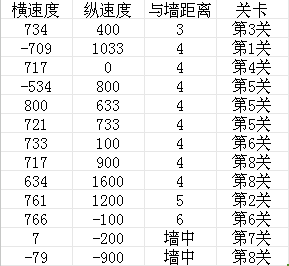 横速度 纵速度 与墙距离 关卡
734 400 3 第3关
-709 1033 4 第1关
717 0 4 第4关
-534 800 4 第5关
800 633 4 第5关
721 733 4 第5关
733 100 4 第6关
717 900 4 第8关
634 1600 4 第8关
761 1200 5 第2关
766 -100 6 第6关
7 -200 墙中 第7关
-79 -900 墙中 第8关